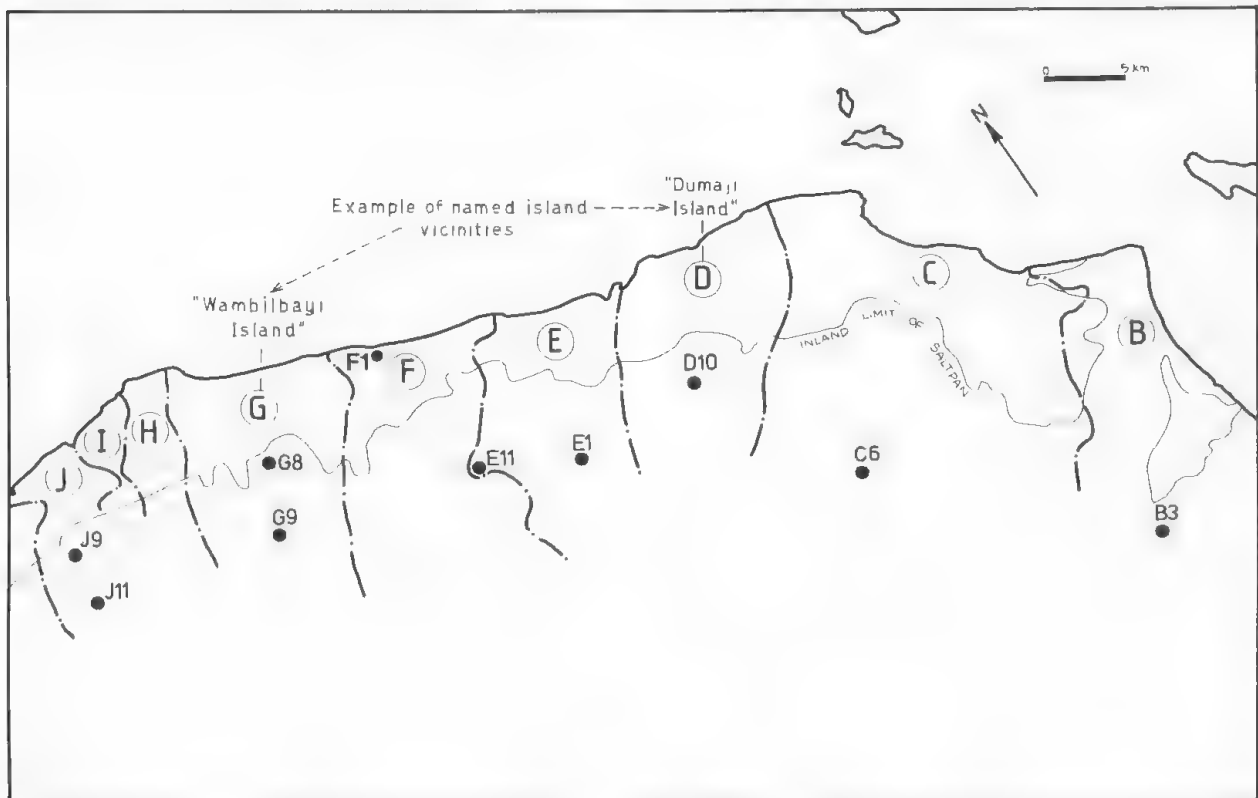 0 5 km
N
"Dumaji
Island"
Example of named island
vicinities
"Wambilbayi
Island"
D
C
B
E
F1
F
G
H
I
J
INLAND LIMIT OF SALTPAN
D10
E1
E11
G8
G9
C6
B3
J9
J11